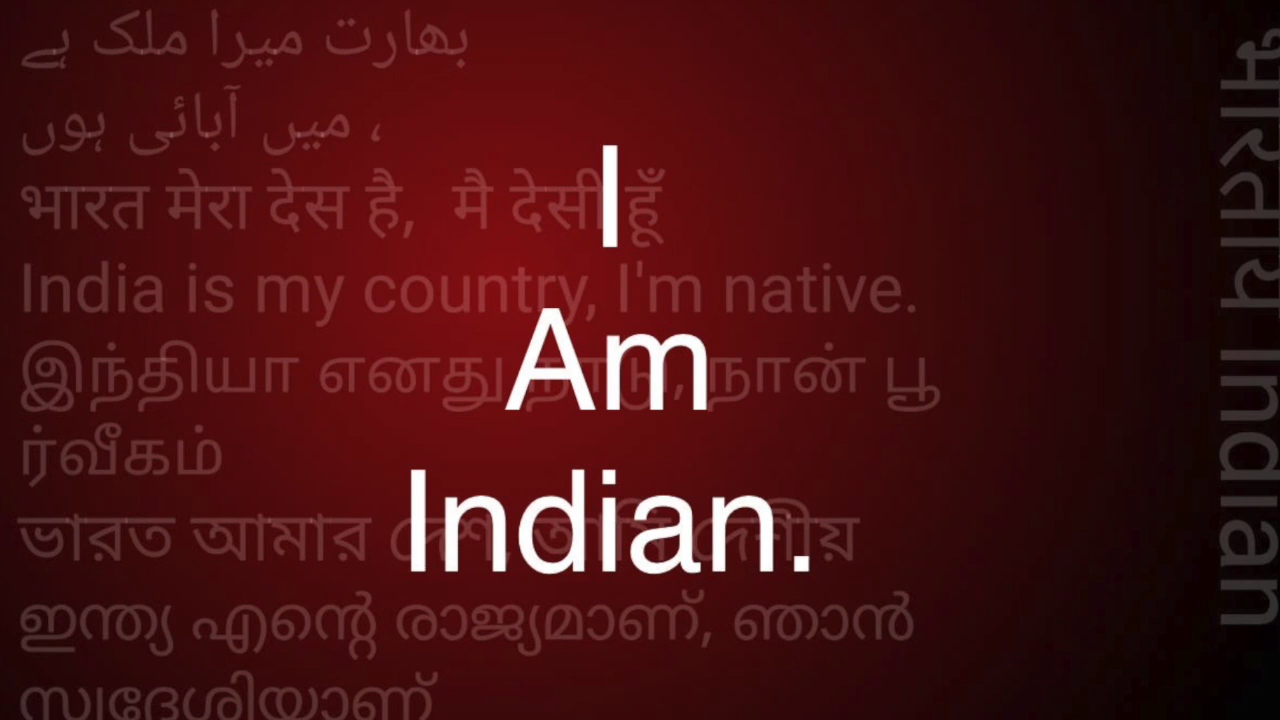 بھارت میرا ملک ہے
، میں آبائی ہوں
भारत मेरा देस है, मै देसी हूँ
India is my country, I'm native.
இந்தியா எனது நாடு, நான் பூ
ர்வீகம்
ভারত আমার দেশ, আমি দেশীয়
ഇന്ത്യ എന്റെ രാജ്യമാണ്, ഞാൻ
സ്വദേശിയാണ്
I
Am
Indian.
भारतीय Indian